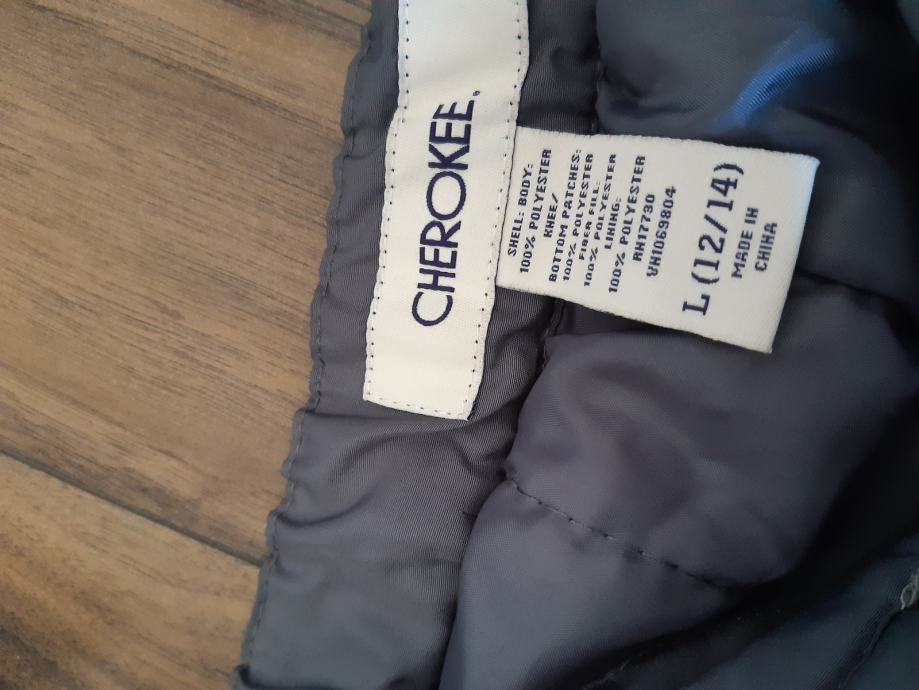 CHEROKEE.
SHELL: BODY:
100% POLYESTER
KNEE/
BOTTOM PATCHES:
100% POLYESTER
FIBER FILL:
100% POLYESTER
LINING:
100% POLYESTER
RN17730
VN1069804
L (12/14)
MADE IN
CHINA